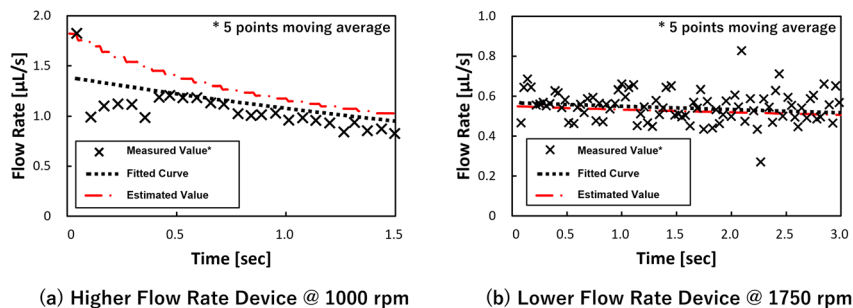 * 5 points moving average
2.0
1.5
1.0
0.5
0
Flow Rate [μL/s]
Measured Value*
Fitted Curve
Estimated Value
0 0.5 1.0 1.5
Time [sec]
(a) Higher Flow Rate Device @ 1000 rpm
* 5 points moving average
1.0
0.8
0.6
0.4
0.2
0
Flow Rate [μL/s]
Measured Value*
Fitted Curve
Estimated Value
0.0 0.5 1.0 1.5 2.0 2.5 3.0
Time [sec]
(b) Lower Flow Rate Device @ 1750 rpm